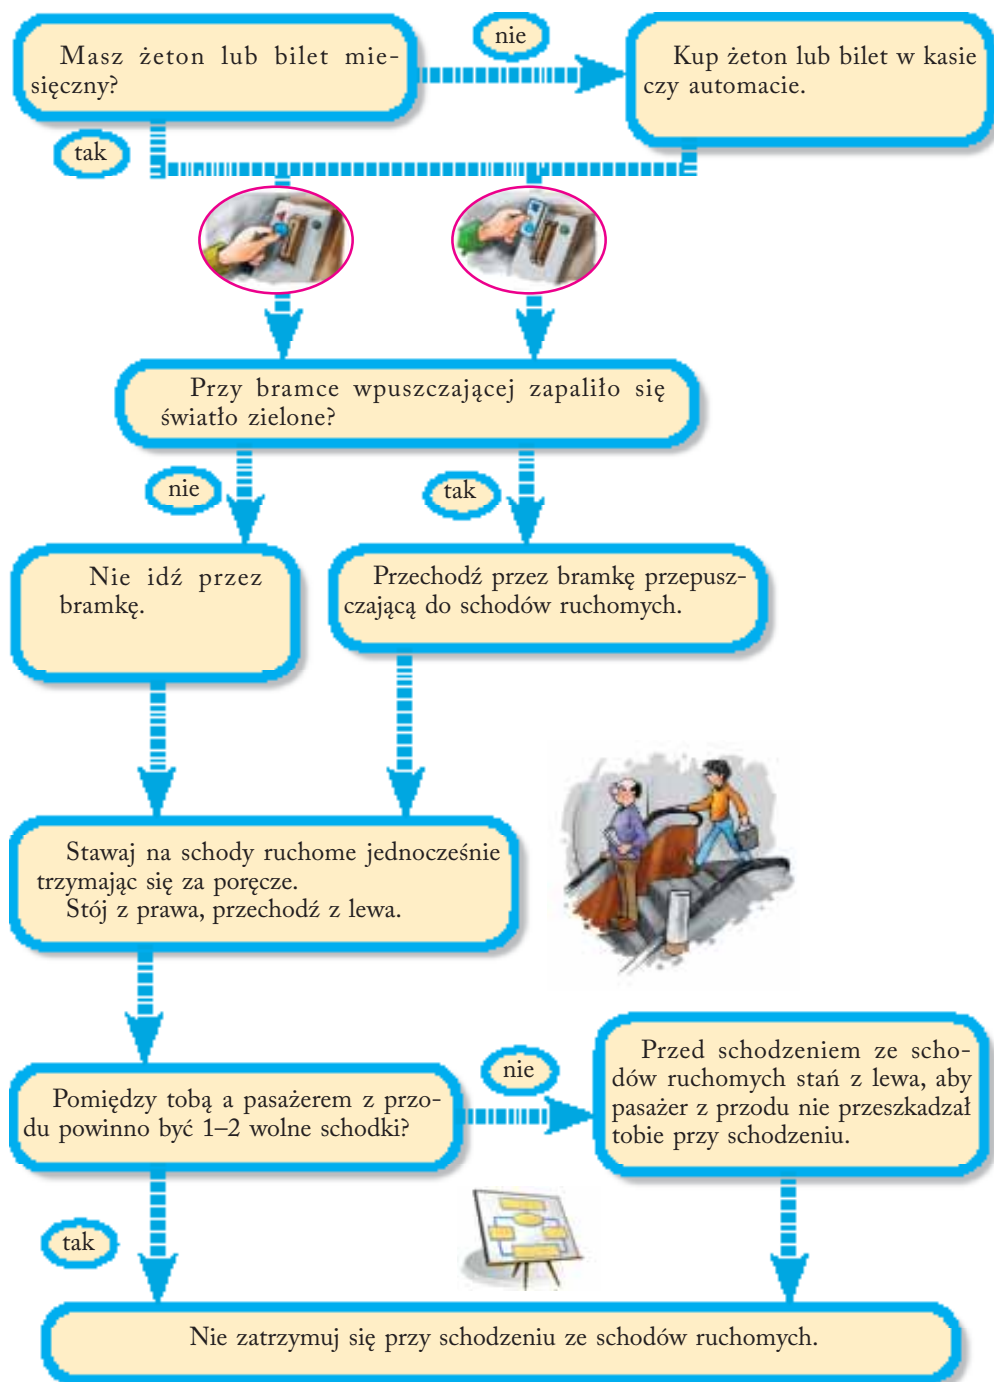 Masz żeton lub bilet mie-
sięczny?
nie
Kup żeton lub bilet w kasie
czy automacie.
tak
Przy bramce wpuszczającej zapaliło się
światło zielone?
nie
tak
Nie idź przez
bramkę.
Przechodź przez bramkę przepusz-
czającą do schodów ruchomych.
Stawaj na schody ruchome jednocześnie
trzymając się za poręcze.
Stój z prawa, przechodź z lewa.
Pomiędzy tobą a pasażerem z przo-
du powinno być 1–2 wolne schodki?
nie
Przed schodzeniem ze scho-
dów ruchomych stań z lewa, aby
pasażer z przodu nie przeszkadzał
tobie przy schodzeniu.
tak
Nie zatrzymuj się przy schodzeniu ze schodów ruchomych.